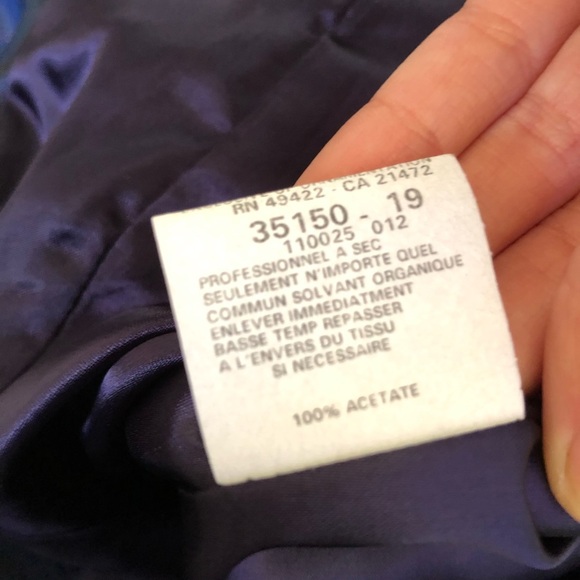 RN 49422 - CA 21472
35150 - 19
110025 012
PROFESSIONNEL A SEC
SEULEMENT N'IMPORTE QUEL
COMMUN SOLVANT ORGANIQUE
ENLEVER IMMEDIATMENT
BASSE TEMP REPASSER
A L'ENVERS DU TISSU
SI NECESSAIRE
100% ACETATE